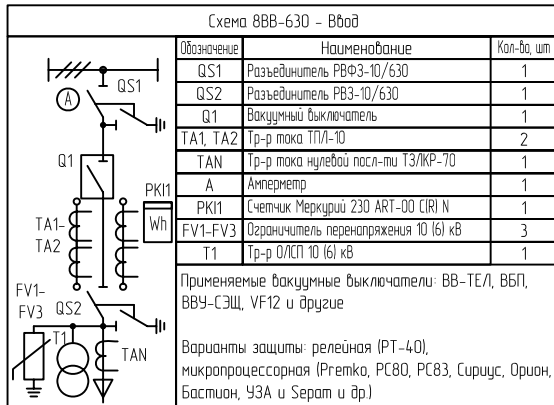 Схема 8ВВ-630 - Ввод
Обозначение Наименование Кол-во, шт
QS1 Разъединитель РВФЗ-10/630 1
QS2 Разъединитель РВЗ-10/630 1
Q1 Вакуумный выключатель 1
TA1, TA2 Тр-р тока ТПЛ-10 2
TAN Тр-р тока нулевой посл-ти ТЗЛКР-70 1
A Амперметр 1
PKI1 Счетчик Меркурий 230 ART-00 C(R) N 1
FV1-FV3 Ограничитель перенапряжения 10 (6) кВ 3
T1 Тр-р ОЛСП 10 (6) кВ 1
Применяемые вакуумные выключатели: ВВ-ТЕЛ, ВБП,
ВВУ-СЭЩ, VF12 и другие
Варианты защиты: релейная (РТ-40),
микропроцессорная (Premko, РС80, РС83, Сириус, Орион,
Бастион, УЗА и Sepam и др.)
QS1
A
Q1
PKI1
Wh
TA1-
TA2
FV1-
FV3
QS2
T1
TAN